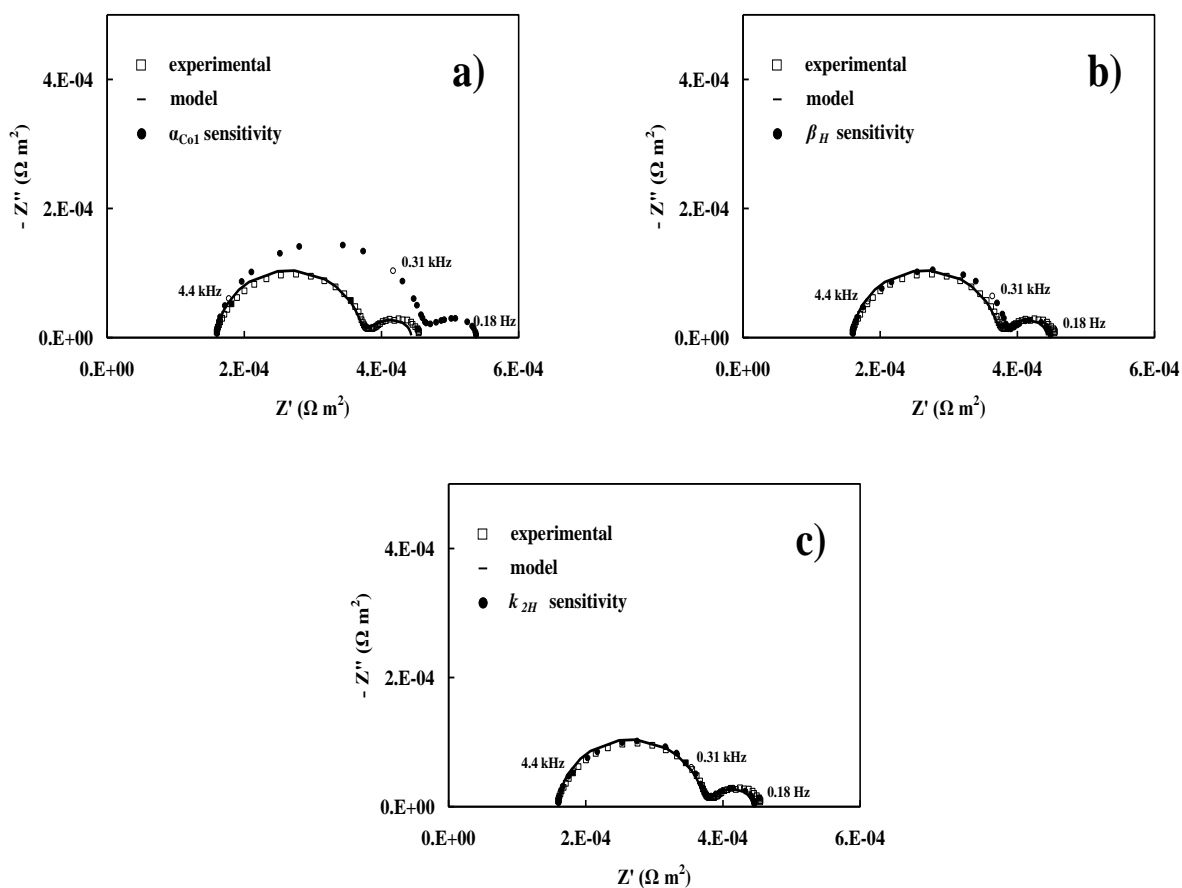 a)
□ experimental
– model
● αCo1 sensitivity
4.E-04
2.E-04
0.E+00
- Z'' (Ω m²)
4.4 kHz
0.31 kHz
0.18 Hz
0.E+00 2.E-04 4.E-04 6.E-04
Z' (Ω m²)
b)
□ experimental
– model
● βH sensitivity
4.E-04
2.E-04
0.E+00
- Z'' (Ω m²)
4.4 kHz
0.31 kHz
0.18 Hz
0.E+00 2.E-04 4.E-04 6.E-04
Z' (Ω m²)
c)
□ experimental
– model
● k2H sensitivity
4.E-04
2.E-04
0.E+00
- Z'' (Ω m²)
4.4 kHz
0.31 kHz
0.18 Hz
0.E+00 2.E-04 4.E-04 6.E-04
Z' (Ω m²)